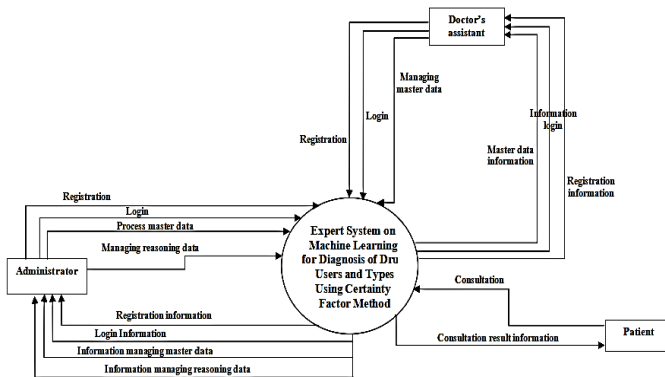 Doctor's
assistant
Managing
master data
Login
Registration
Information
login
Master data
information
Registration
information
Registration
Login
Process master data
Managing reasoning data
Administrator
Expert System on
Machine Learning
for Diagnosis of Dru
Users and Types
Using Certainty
Factor Method
Consultation
Patient
Consultation result information
Registration information
Login Information
Information managing master data
Information managing reasoning data